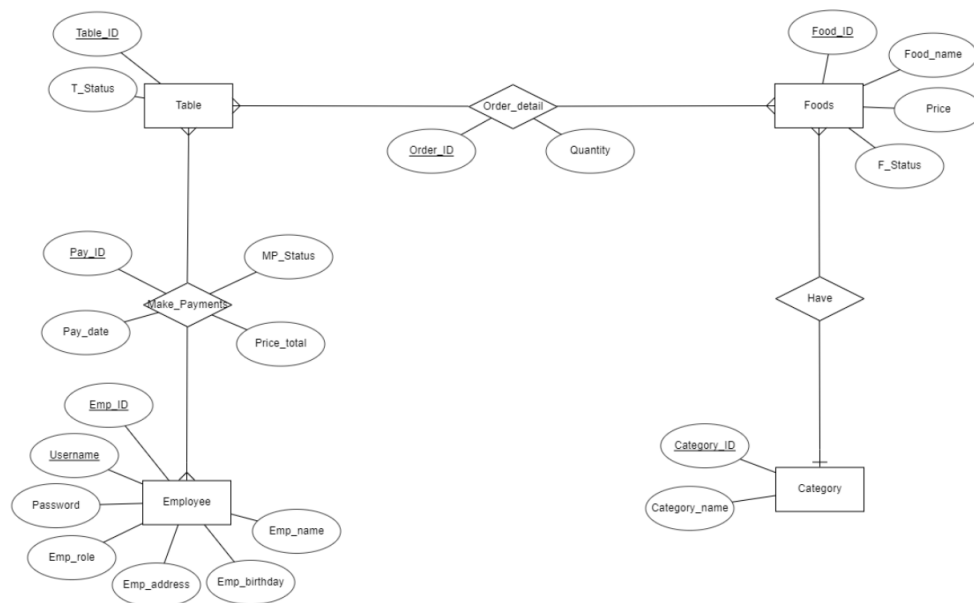 Table_ID
Food_ID
Food_name
T_Status
Table
Order_detail
Foods
Price
Order_ID
Quantity
F_Status
Pay_ID
MP_Status
Make_Payments
Have
Pay_date
Price_total
Emp_ID
Username
Category_ID
Password
Employee
Category
Emp_name
Category_name
Emp_role
Emp_address
Emp_birthday